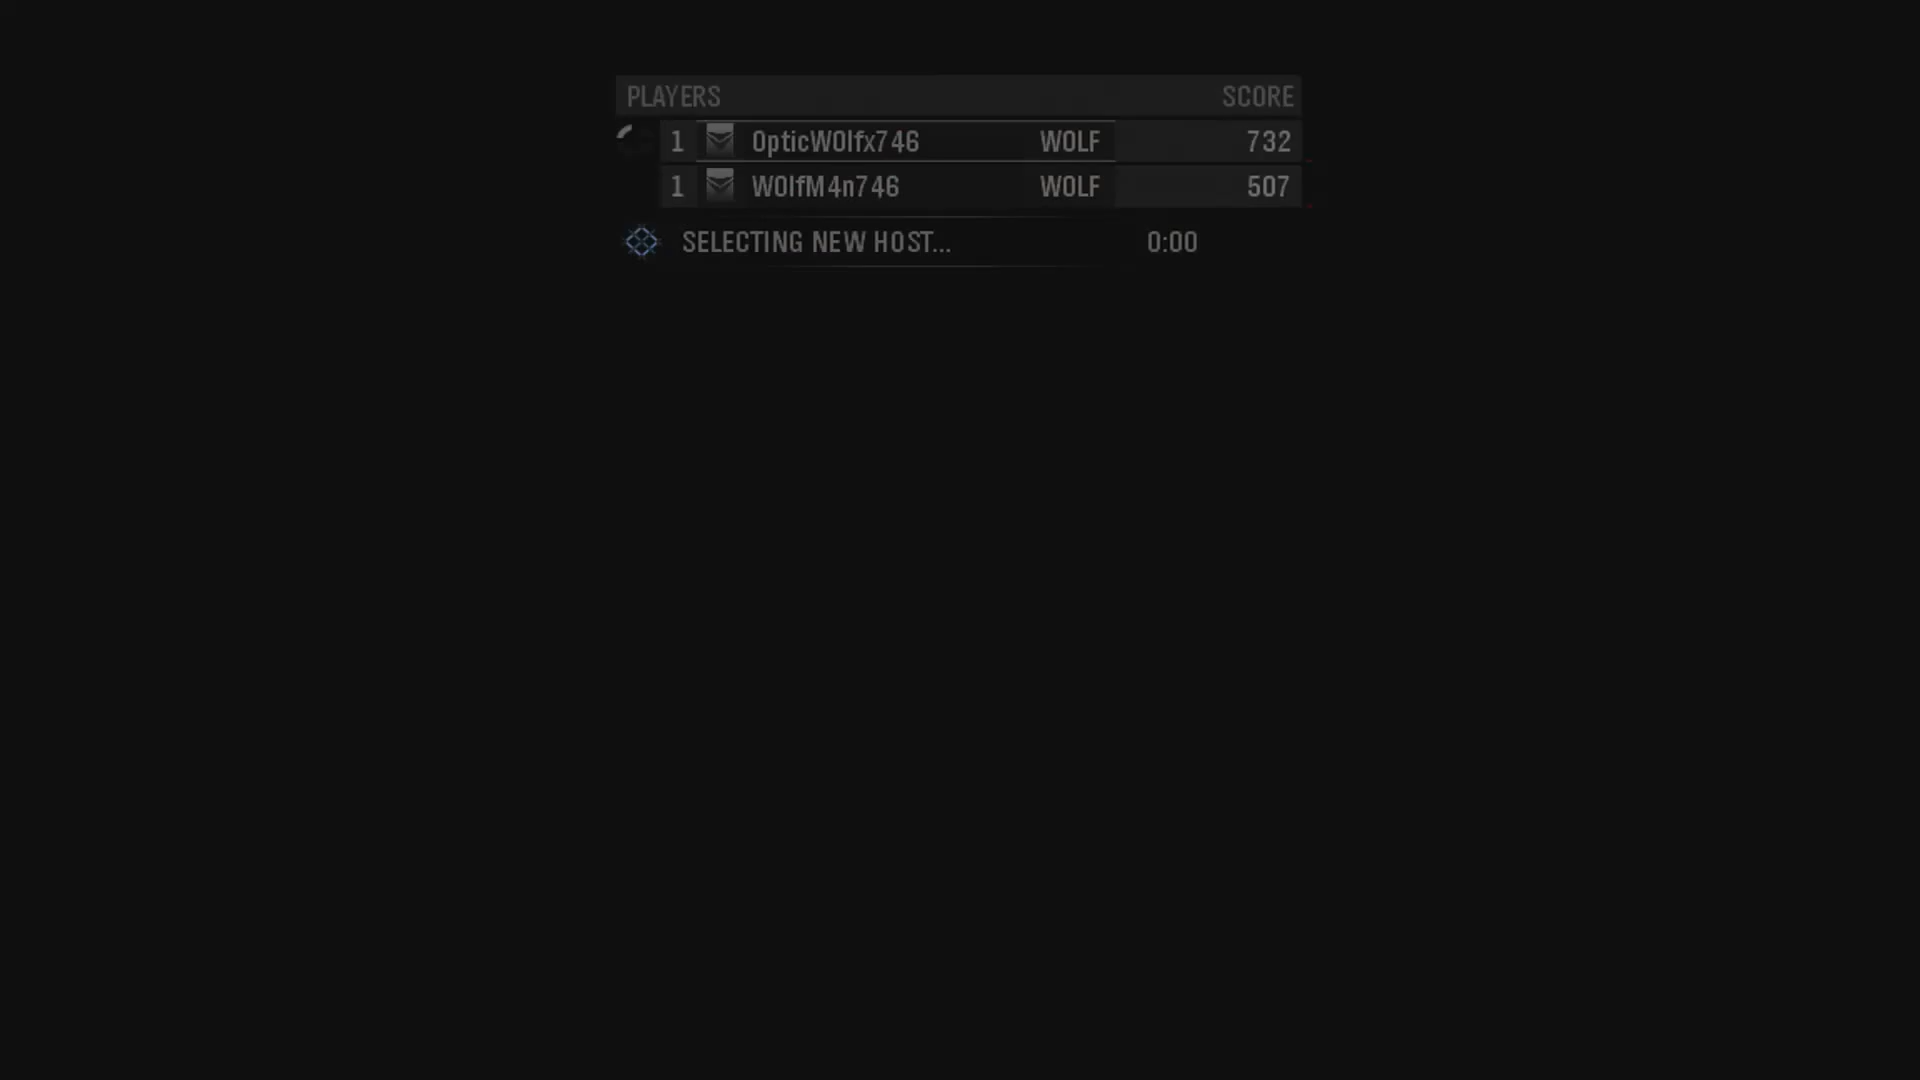 PLAYERS SCORE
1 OpticW0lfx746 WOLF 732
1 W0lfM4n746 WOLF 507
SELECTING NEW HOST... 0:00